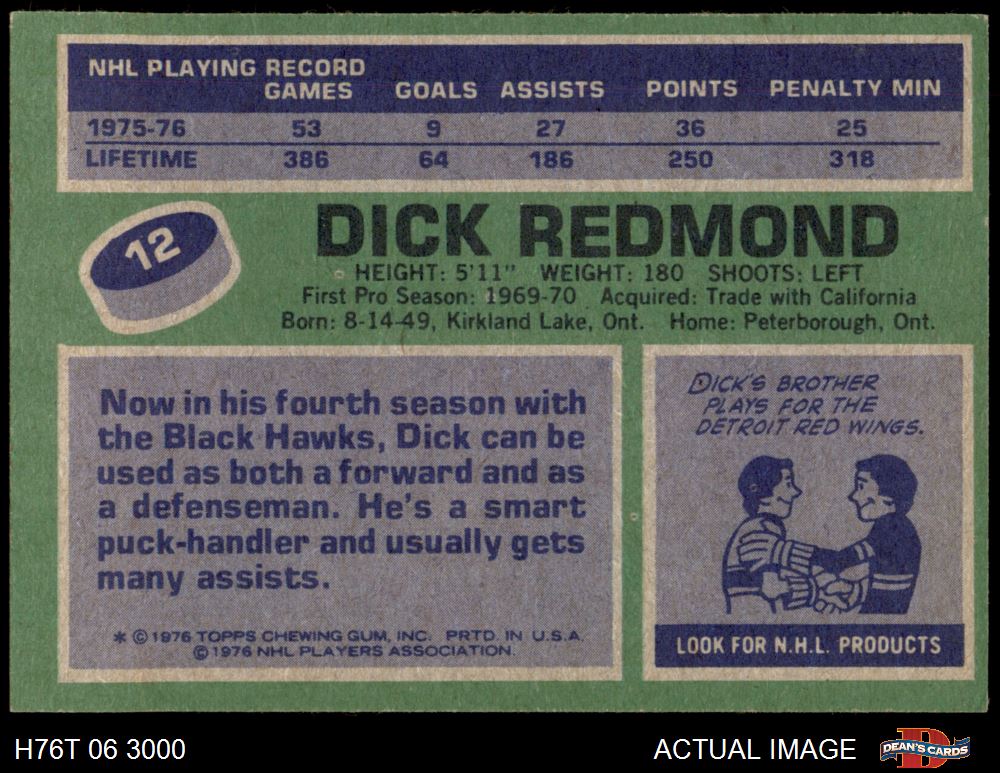 NHL PLAYING RECORD
GAMES GOALS ASSISTS POINTS PENALTY MIN
1975-76 53 9 27 36 25
LIFETIME 386 64 186 250 318
12
DICK REDMOND
HEIGHT: 5'11" WEIGHT: 180 SHOOTS: LEFT
First Pro Season: 1969-70 Acquired: Trade with California
Born: 8-14-49, Kirkland Lake, Ont. Home: Peterborough, Ont.
Now in his fourth season with
the Black Hawks, Dick can be
used as both a forward and as
a defenseman. He's a smart
puck-handler and usually gets
many assists.
* © 1976 TOPPS CHEWING GUM, INC. PRTD. IN U.S.A.
© 1976 NHL PLAYERS ASSOCIATION.
DICK'S BROTHER
PLAYS FOR THE
DETROIT RED WINGS.
LOOK FOR N.H.L. PRODUCTS
H76T 06 3000
ACTUAL IMAGE
DEAN'S CARDS